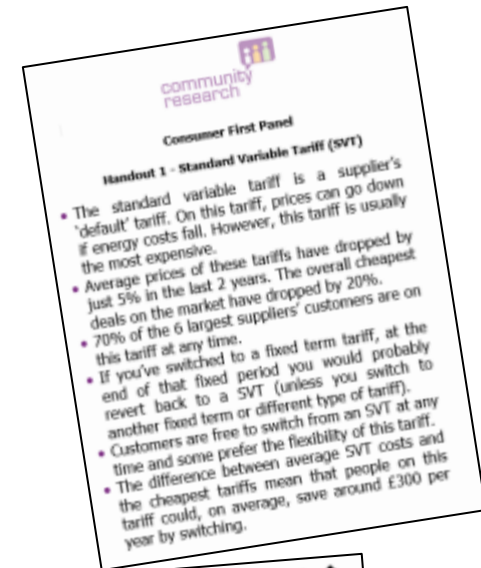 community
research
Consumer First Panel
Handout 1 - Standard Variable Tariff (SVT)
• The standard variable tariff is a supplier's
'default' tariff. On this tariff, prices can go down
if energy costs fall. However, this tariff is usually
the most expensive.
• Average prices of these tariffs have dropped by
just 5% in the last 2 years. The overall cheapest
deals on the market have dropped by 20%.
• 70% of the 6 largest suppliers' customers are on
this tariff at any time.
• If you've switched to a fixed term tariff, at the
end of that fixed period you would probably
revert back to a SVT (unless you switch to
another fixed term or different type of tariff).
• Customers are free to switch from an SVT at any
time and some prefer the flexibility of this tariff.
• The difference between average SVT costs and
the cheapest tariffs mean that people on this
tariff could, on average, save around £300 per
year by switching.